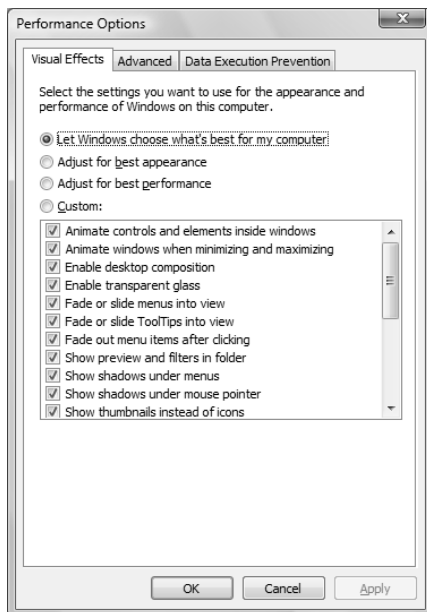 Performance Options
Visual Effects
Advanced
Data Execution Prevention
Select the settings you want to use for the appearance and
performance of Windows on this computer.
Let Windows choose what's best for my computer
Adjust for best appearance
Adjust for best performance
Custom:
Animate controls and elements inside windows
Animate windows when minimizing and maximizing
Enable desktop composition
Enable transparent glass
Fade or slide menus into view
Fade or slide ToolTips into view
Fade out menu items after clicking
Show preview and filters in folder
Show shadows under menus
Show shadows under mouse pointer
Show thumbnails instead of icons
OK
Cancel
Apply